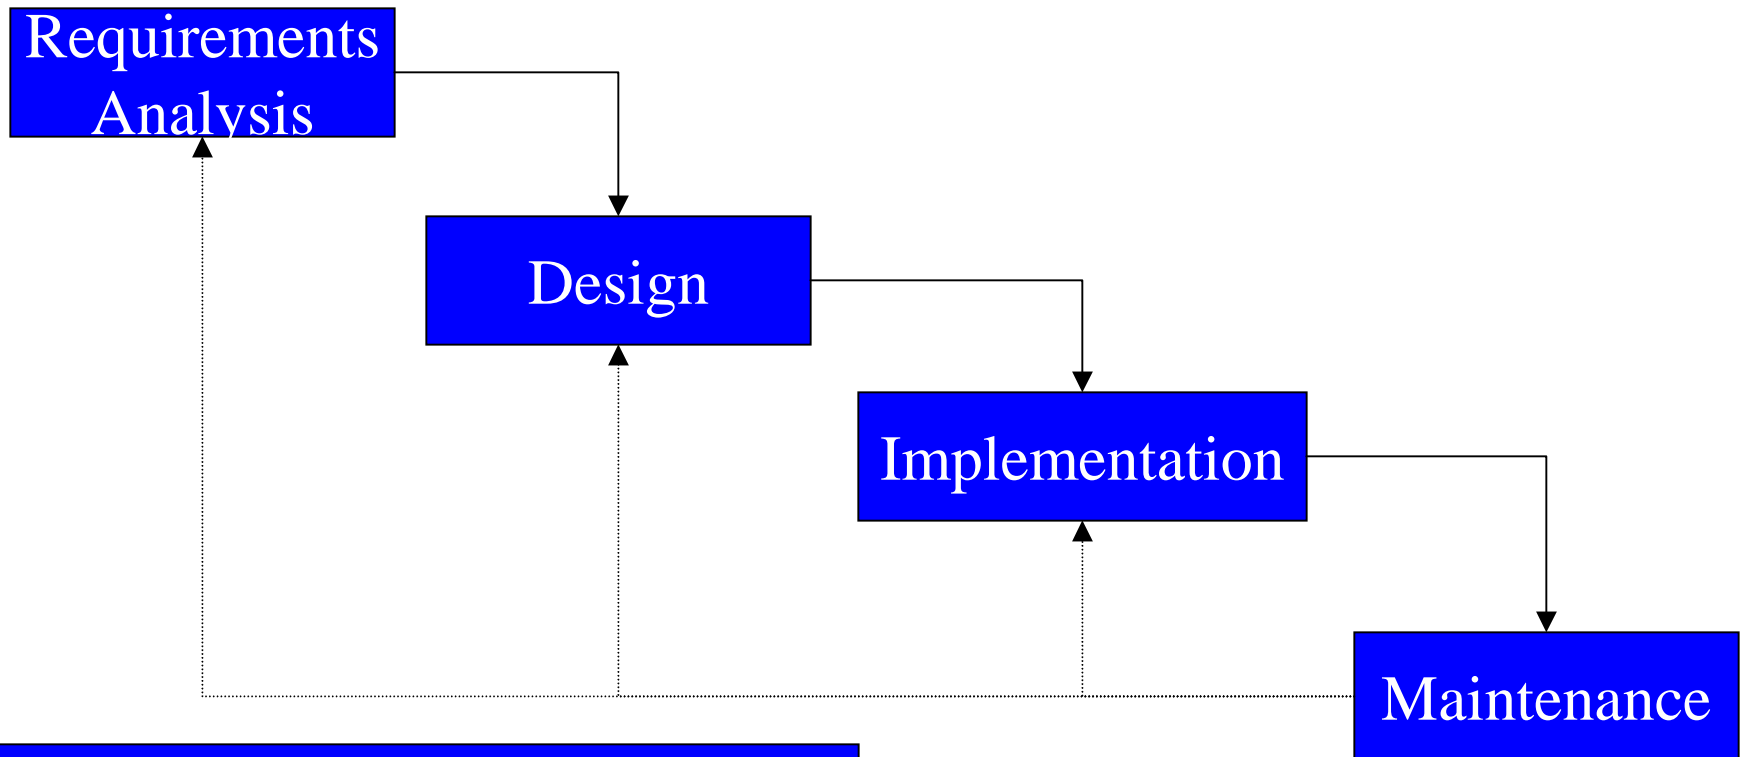 Requirements
Analysis
Design
Implementation
Maintenance